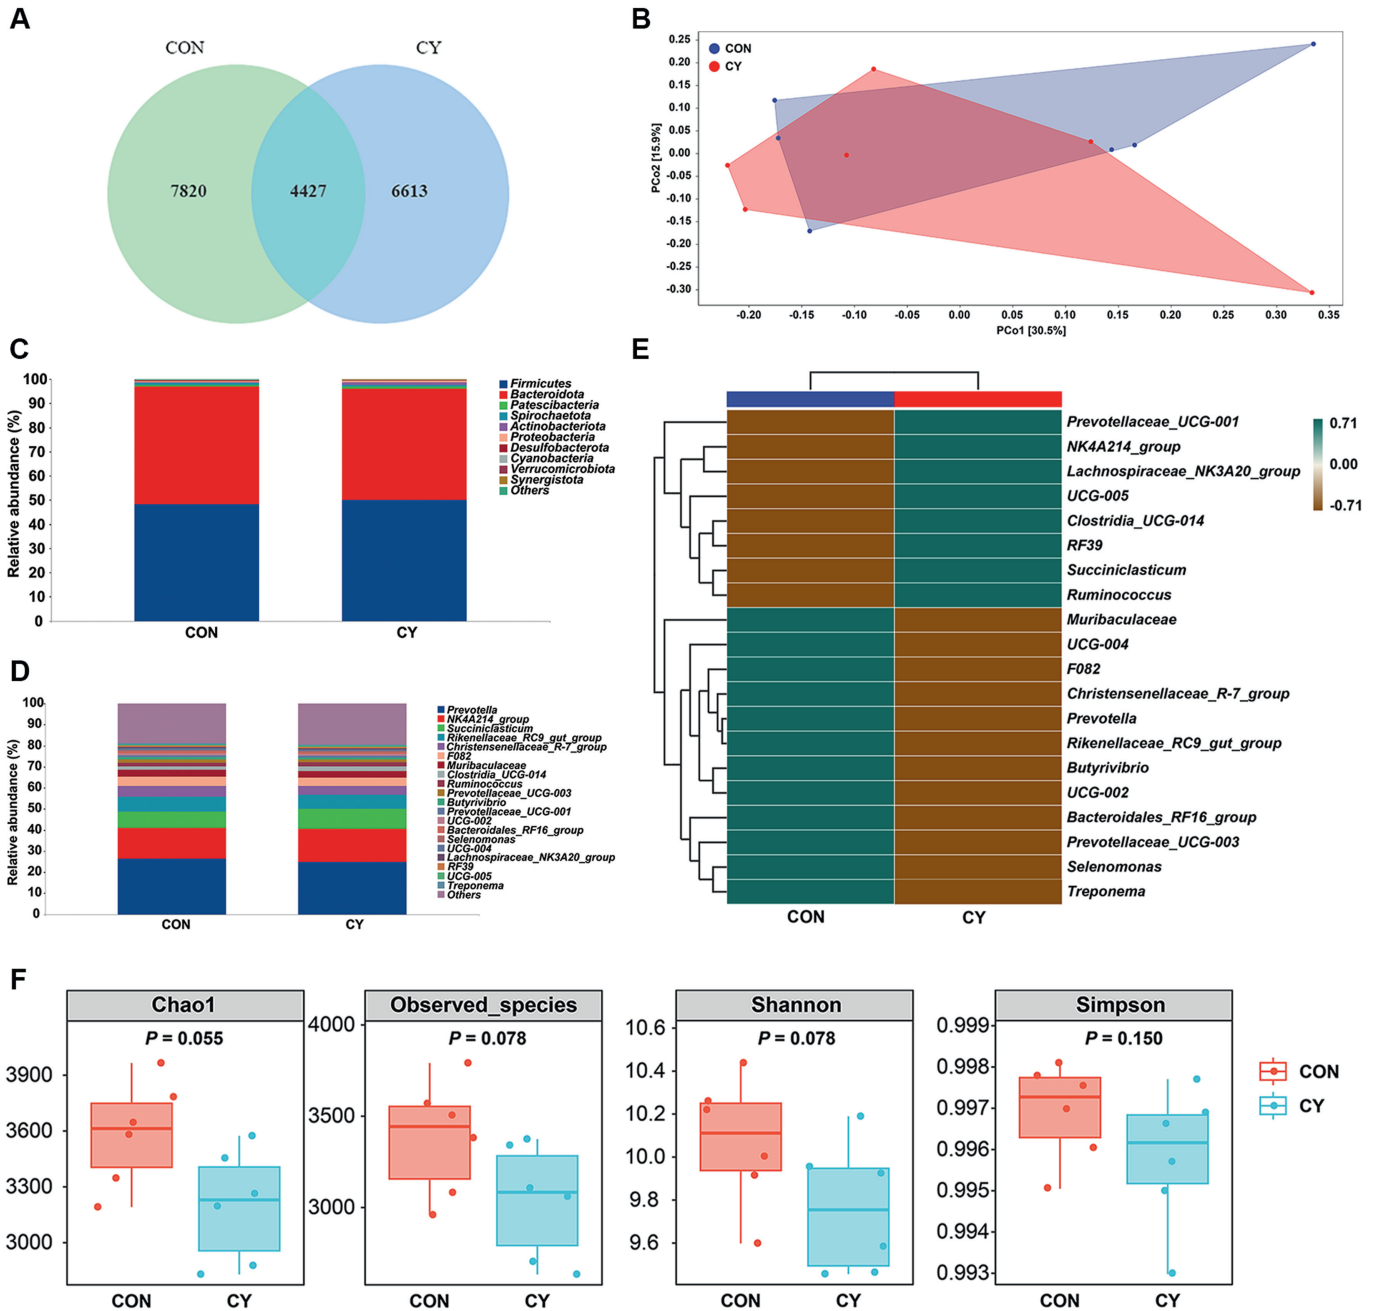 A
CON
CY
7820
4427
6613
B
CON
CY
0.25
0.20
0.15
0.10
0.05
0.00
-0.05
-0.10
-0.15
-0.20
-0.25
-0.30
PCo2 [15.9%]
-0.20
-0.15
-0.10
-0.05
0.00
0.05
0.10
0.15
0.20
0.25
0.30
0.35
PCo1 [30.5%]
C
Relative abundance (%)
100
90
80
70
60
50
40
30
20
10
0
CON
CY
Firmicutes
Bacteroidota
Patescibacteria
Spirochaetota
Actinobacteriota
Proteobacteria
Desulfobacterota
Cyanobacteria
Verrucomicrobiota
Synergistota
Others
D
Relative abundance (%)
100
90
80
70
60
50
40
30
20
10
0
CON
CY
Prevotella
NK4A214_group
Succiniclasticum
Rikenellaceae_RC9_gut_group
Christensenellaceae_R-7_group
F082
Muribaculaceae
Clostridia_UCG-014
Ruminococcus
Prevotellaceae_UCG-003
Butyrivibrio
Prevotellaceae_UCG-001
UCG-002
Bacteroidales_RF16_group
Selenomonas
UCG-004
Lachnospiraceae_NK3A20_group
RF39
UCG-005
Treponema
Others
E
Prevotellaceae_UCG-001
NK4A214_group
Lachnospiraceae_NK3A20_group
UCG-005
Clostridia_UCG-014
RF39
Succiniclasticum
Ruminococcus
Muribaculaceae
UCG-004
F082
Christensenellaceae_R-7_group
Prevotella
Rikenellaceae_RC9_gut_group
Butyrivibrio
UCG-002
Bacteroidales_RF16_group
Prevotellaceae_UCG-003
Selenomonas
Treponema
CON
CY
0.71
0.00
-0.71
F
Chao1
P = 0.055
3900
3600
3300
3000
CON
CY
Observed_species
P = 0.078
4000
3500
3000
CON
CY
Shannon
P = 0.078
10.6
10.4
10.2
10.0
9.8
9.6
CON
CY
Simpson
P = 0.150
0.999
0.998
0.997
0.996
0.995
0.994
0.993
CON
CY
CON
CY